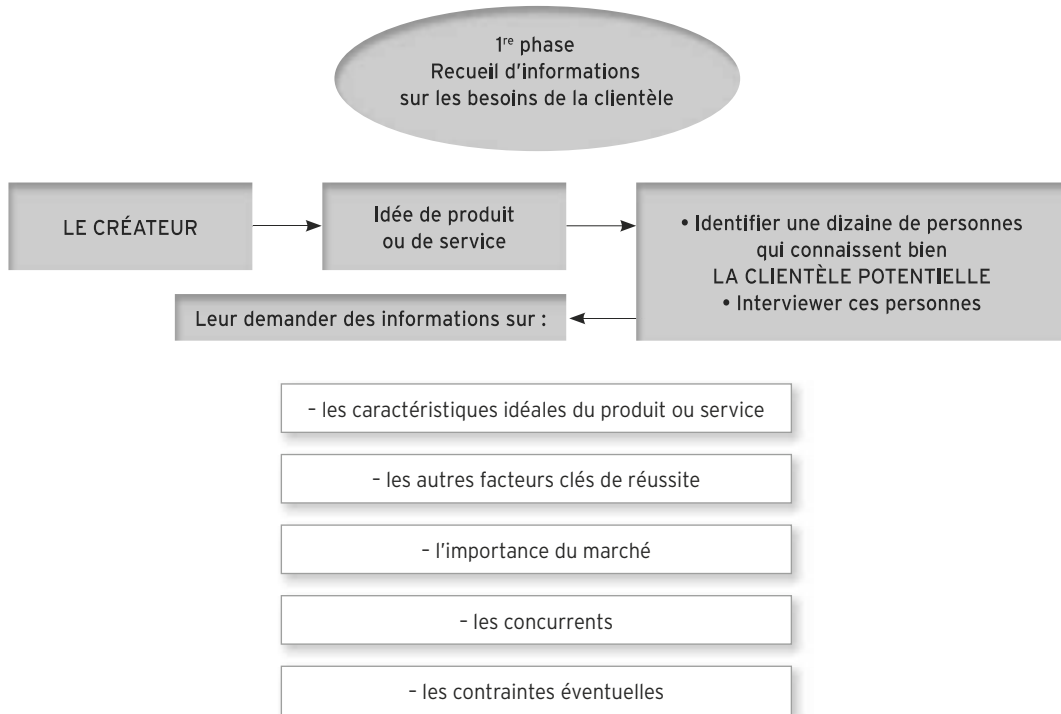 1re phase
Recueil d'informations
sur les besoins de la clientèle
LE CRÉATEUR
Idée de produit
ou de service
• Identifier une dizaine de personnes
qui connaissent bien
LA CLIENTÈLE POTENTIELLE
• Interviewer ces personnes
Leur demander des informations sur :
– les caractéristiques idéales du produit ou service
– les autres facteurs clés de réussite
– l'importance du marché
– les concurrents
– les contraintes éventuelles